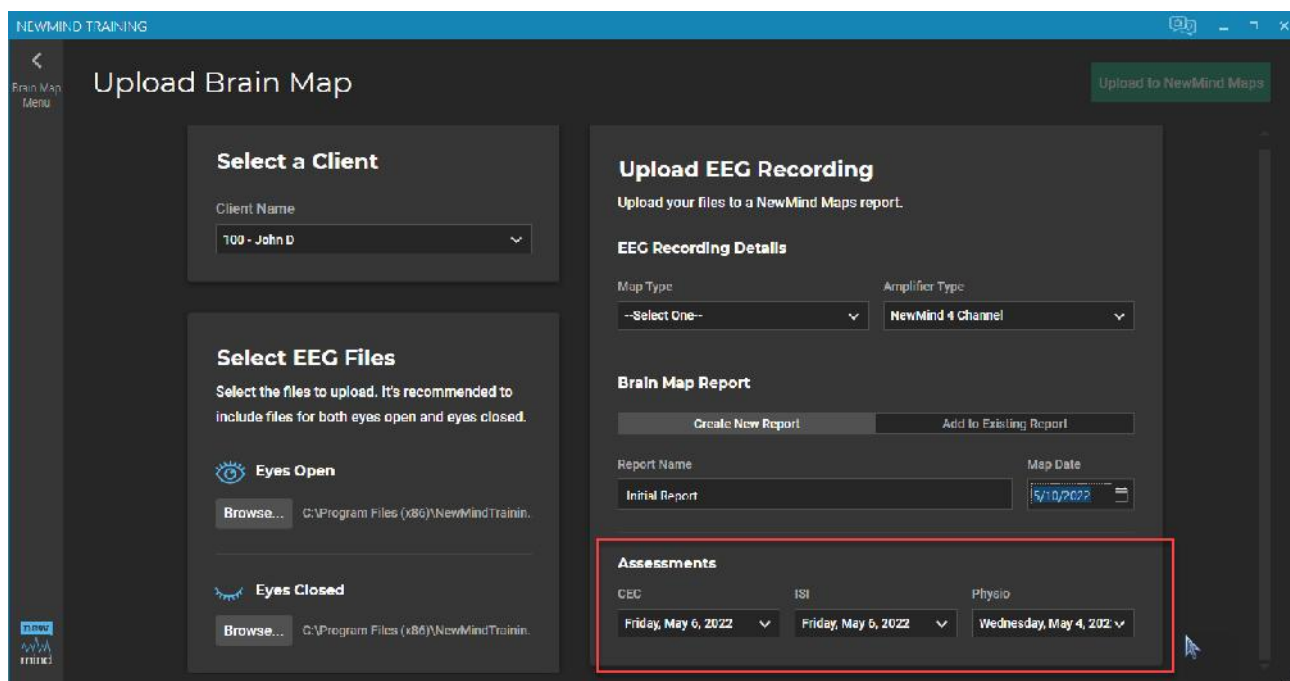 NEWMIND TRAINING
Brain Map
Menu
Upload Brain Map
Upload to NewMind Maps
Select a Client
Client Name
100 - John D
Select EEG Files
Select the files to upload. It's recommended to
include files for both eyes open and eyes closed.
Eyes Open
Browse... C:\Program Files (x86)\NewMindTrainin.
Eyes Closed
Browse... C:\Program Files (x86)\NewMindTrainin.
Upload EEG Recording
Upload your files to a NewMind Maps report.
EEG Recording Details
Map Type Amplifier Type
--Select One-- NewMind 4 Channel
Brain Map Report
Create New Report Add to Existing Report
Report Name Map Date
Initial Report 5/10/2022
Assessments
CEC ISI Physio
Friday, May 6, 2022 Friday, May 6, 2022 Wednesday, May 4, 202
new
mind